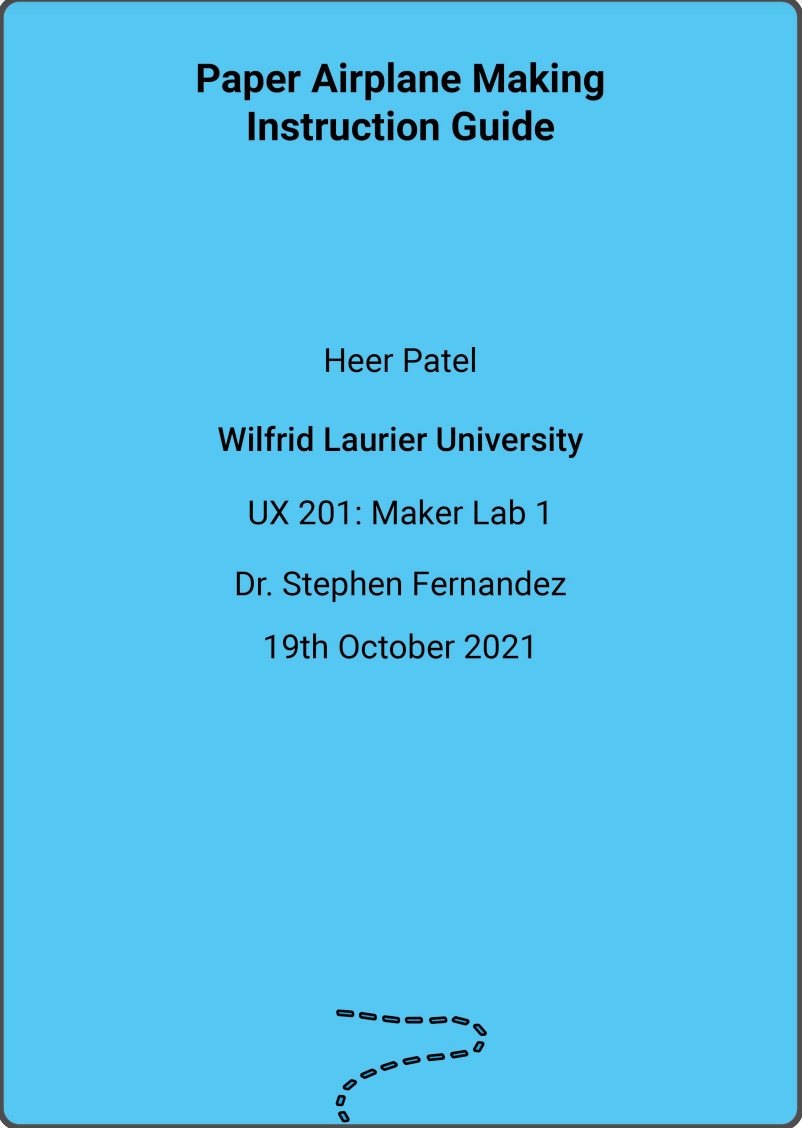 Paper Airplane Making
Instruction Guide
Heer Patel
Wilfrid Laurier University
UX 201: Maker Lab 1
Dr. Stephen Fernandez
19th October 2021